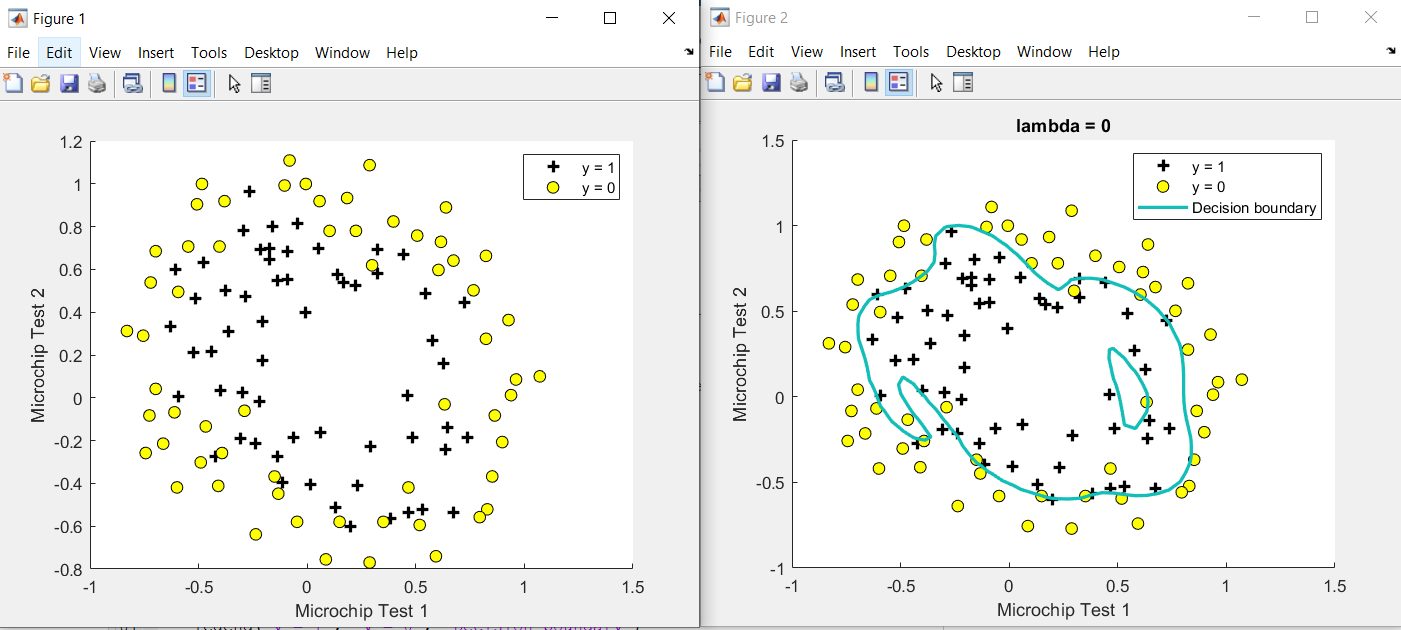 Figure 1
File Edit View Insert Tools Desktop Window Help
1.2
1
0.8
0.6
0.4
0.2
0
-0.2
-0.4
-0.6
-0.8
Microchip Test 2
y = 1
y = 0
-1 -0.5 0 0.5 1 1.5
Microchip Test 1
Figure 2
File Edit View Insert Tools Desktop Window Help
lambda = 0
1.5
1
0.5
0
-0.5
-1
Microchip Test 2
y = 1
y = 0
Decision boundary
-1 -0.5 0 0.5 1 1.5
Microchip Test 1